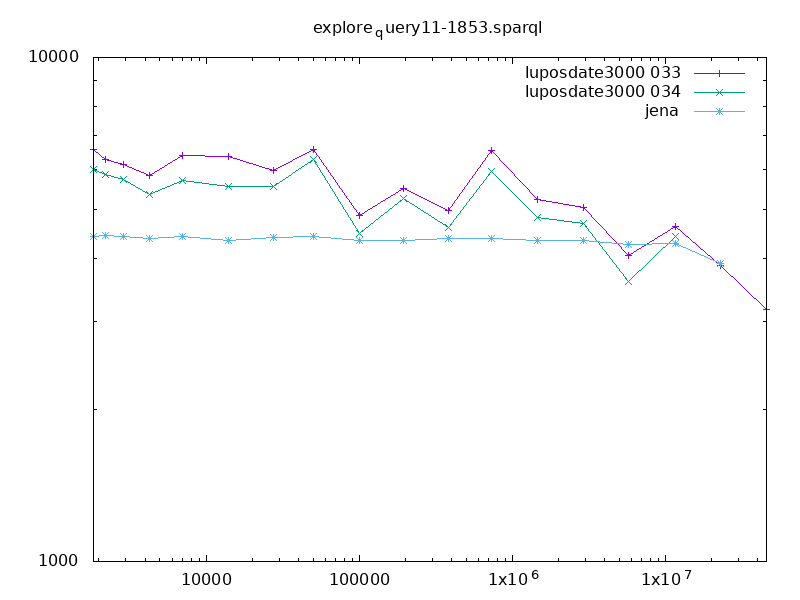 explore_query11-1853.sparql
10000
luposdate3000 033
luposdate3000 034
jena
1000
10000 100000 1x10^6 1x10^7